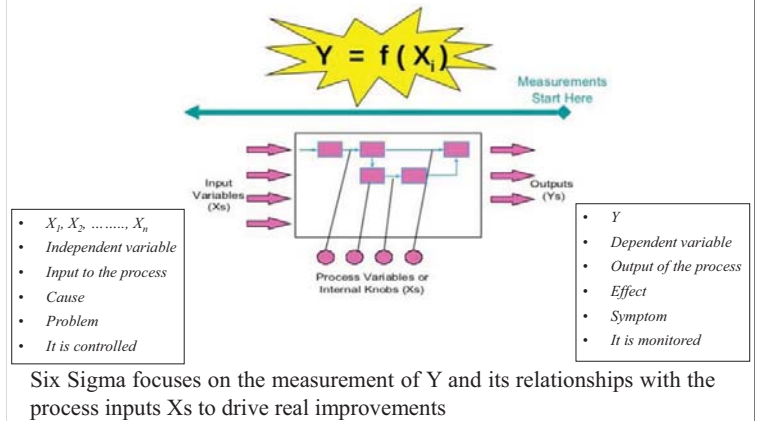 Y = f ( Xᵢ)
Measurements
Start Here
Input
Variables
(Xs)
Outputs
(Ys)
Process Variables or
Internal Knobs (Xs)
• X₁, X₂, …….., Xₙ
• Independent variable
• Input to the process
• Cause
• Problem
• It is controlled
• Y
• Dependent variable
• Output of the process
• Effect
• Symptom
• It is monitored
Six Sigma focuses on the measurement of Y and its relationships with the
process inputs Xs to drive real improvements